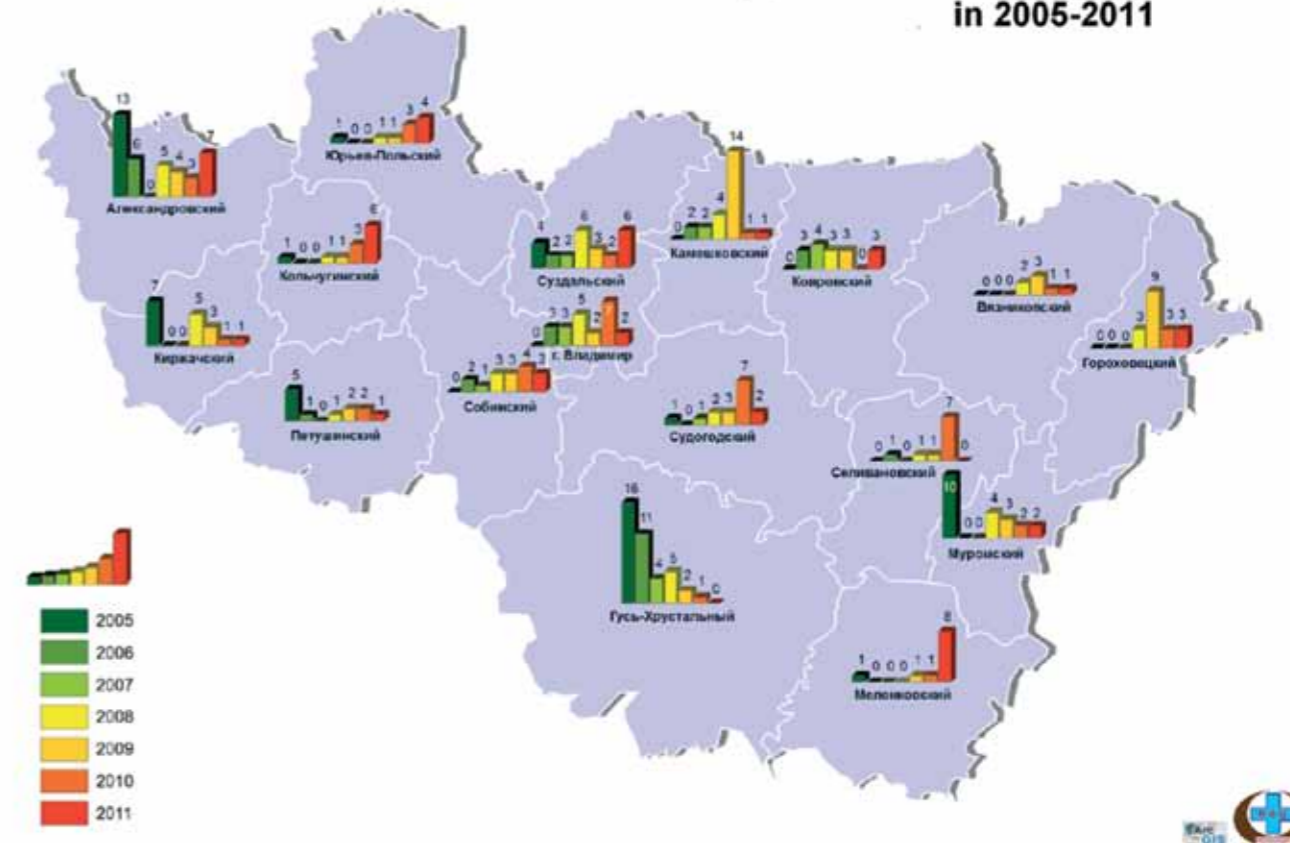 in 2005-2011
13 6 0 5 4 3 7
Александровский
1 0 0 1 1 3 4
Юрьев-Польский
1 0 0 1 1 3 6
Кольчугинский
4 2 2 6 3 2 6
Суздальский
0 2 2 4 14 1 1
Камешковский
0 3 4 3 3 0 3
Ковровский
0 0 0 2 3 1 1
Вязниковский
0 0 0 3 9 3 3
Гороховецкий
7 0 0 5 3 1 1
Киржачский
0 3 3 5 2 2
г. Владимир
5 1 0 1 2 2 1
Петушинский
0 2 1 3 3 4 3
Собинский
1 0 1 2 3 7 2
Судогодский
0 1 0 1 1 7 0
Селивановский
10 0 0 4 3 2 2
Муромский
16 11 4 5 2 1 0
Гусь-Хрустальный
1 0 0 0 1 1 8
Меленковский
2005
2006
2007
2008
2009
2010
2011
GIS